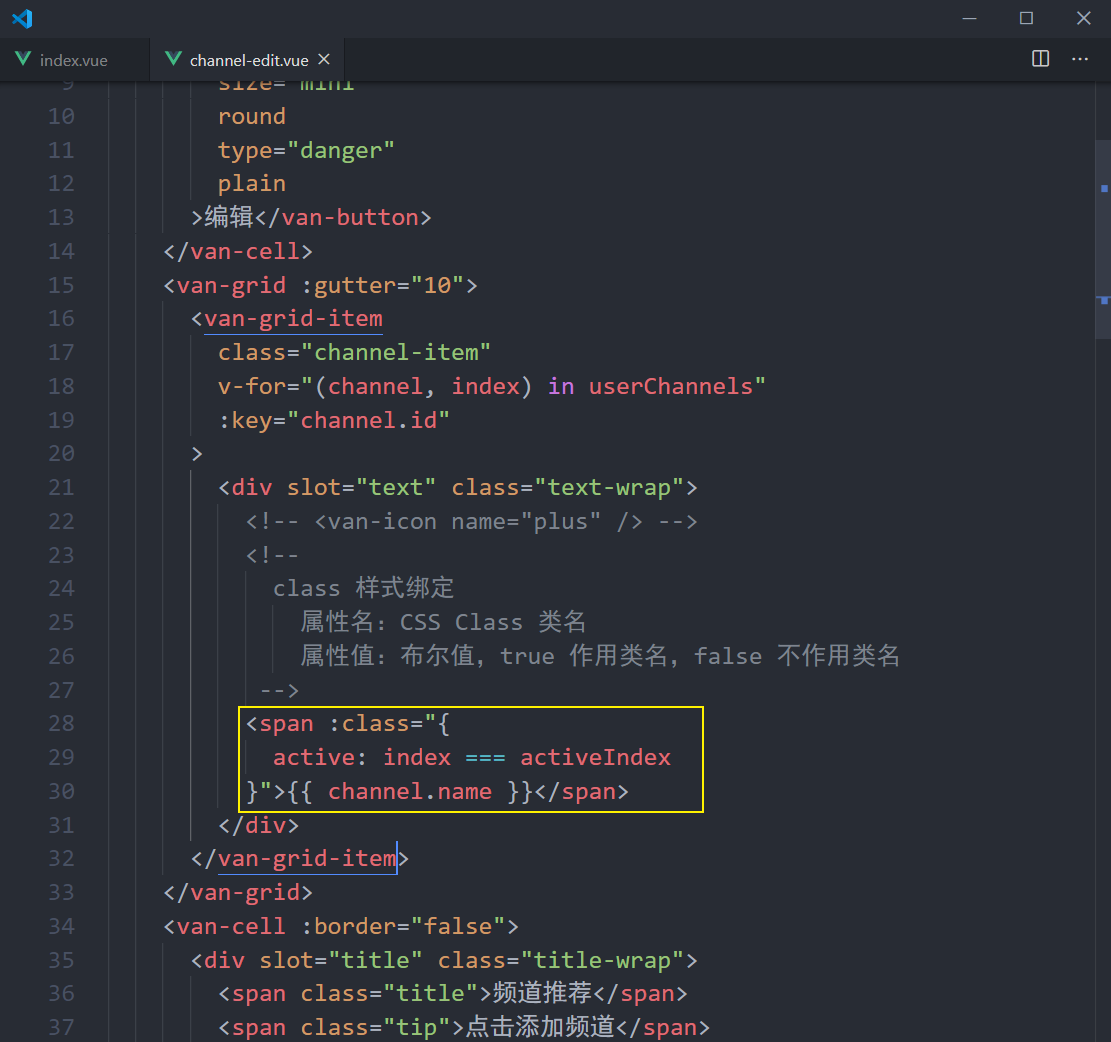 index.vue
channel-edit.vue
9 size="mini"
10 round
11 type="danger"
12 plain
13 >编辑</van-button>
14 </van-cell>
15 <van-grid :gutter="10">
16 <van-grid-item
17 class="channel-item"
18 v-for="(channel, index) in userChannels"
19 :key="channel.id"
20 >
21 <div slot="text" class="text-wrap">
22 <!-- <van-icon name="plus" /> -->
23 <!--
24 class 样式绑定
25 属性名：CSS Class 类名
26 属性值：布尔值，true 作用类名，false 不作用类名
27 -->
28 <span :class="{
29 active: index === activeIndex
30 }">{{ channel.name }}</span>
31 </div>
32 </van-grid-item>
33 </van-grid>
34 <van-cell :border="false">
35 <div slot="title" class="title-wrap">
36 <span class="title">频道推荐</span>
37 <span class="tip">点击添加频道</span>